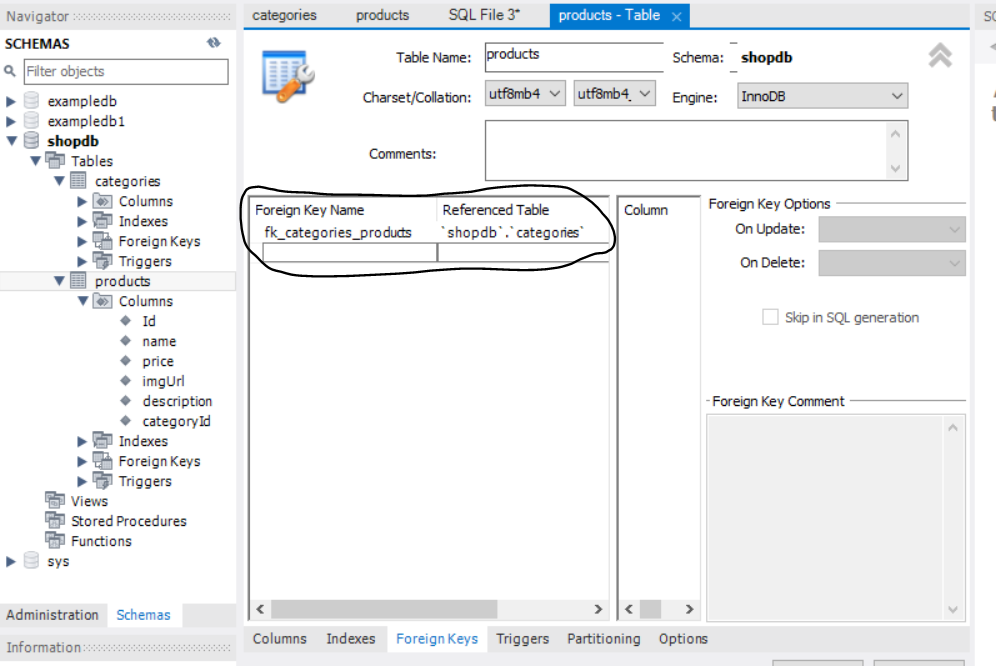 Navigator
SCHEMAS
Filter objects
exampledb
exampledb1
shopdb
Tables
categories
Columns
Indexes
Foreign Keys
Triggers
products
Columns
Id
name
price
imgUrl
description
categoryId
Indexes
Foreign Keys
Triggers
Views
Stored Procedures
Functions
sys
Administration Schemas
Information
categories products SQL File 3* products - Table
Table Name: products Schema: shopdb
Charset/Collation: utf8mb4 utf8mb4_ Engine: InnoDB
Comments:
Foreign Key Name Referenced Table
fk_categories_products `shopdb`.`categories`
Column
Foreign Key Options
On Update:
On Delete:
Skip in SQL generation
Foreign Key Comment
Columns Indexes Foreign Keys Triggers Partitioning Options